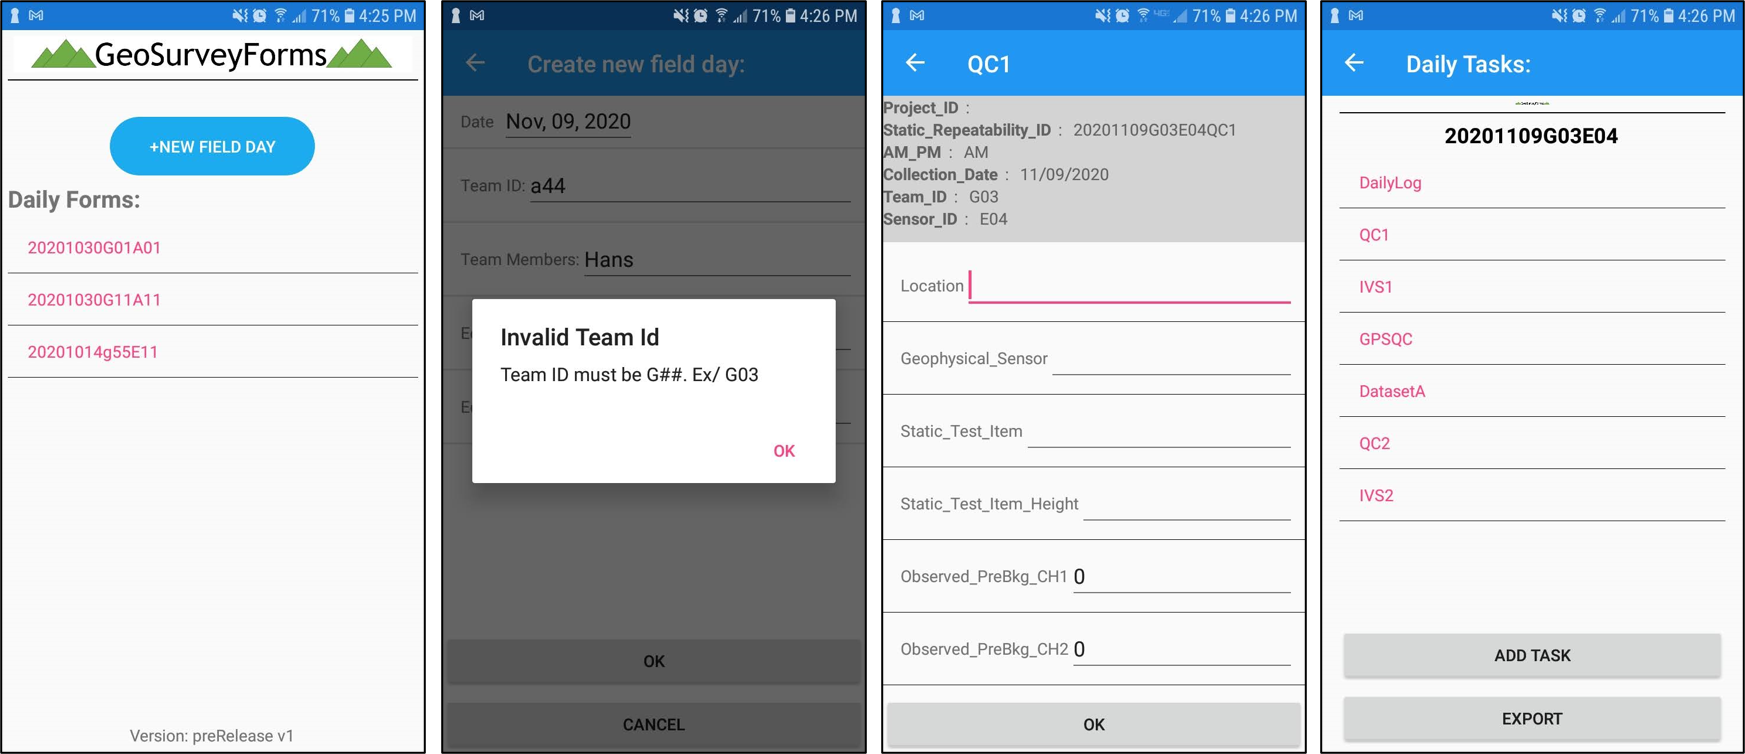 71% 4:25 PM
GeoSurveyForms
+NEW FIELD DAY
Daily Forms:
20201030G01A01
20201030G11A11
20201014g55E11
Version: preRelease v1
71% 4:26 PM
Create new field day:
Date Nov, 09, 2020
Team ID: a44
Team Members: Hans
Invalid Team Id
Team ID must be G##. Ex/ G03
OK
OK
CANCEL
71% 4:26 PM
QC1
Project_ID :
Static_Repeatability_ID : 20201109G03E04QC1
AM_PM : AM
Collection_Date : 11/09/2020
Team_ID : G03
Sensor_ID : E04
Location
Geophysical_Sensor
Static_Test_Item
Static_Test_Item_Height
Observed_PreBkg_CH1 0
Observed_PreBkg_CH2 0
OK
71% 4:26 PM
Daily Tasks:
20201109G03E04
DailyLog
QC1
IVS1
GPSQC
DatasetA
QC2
IVS2
ADD TASK
EXPORT